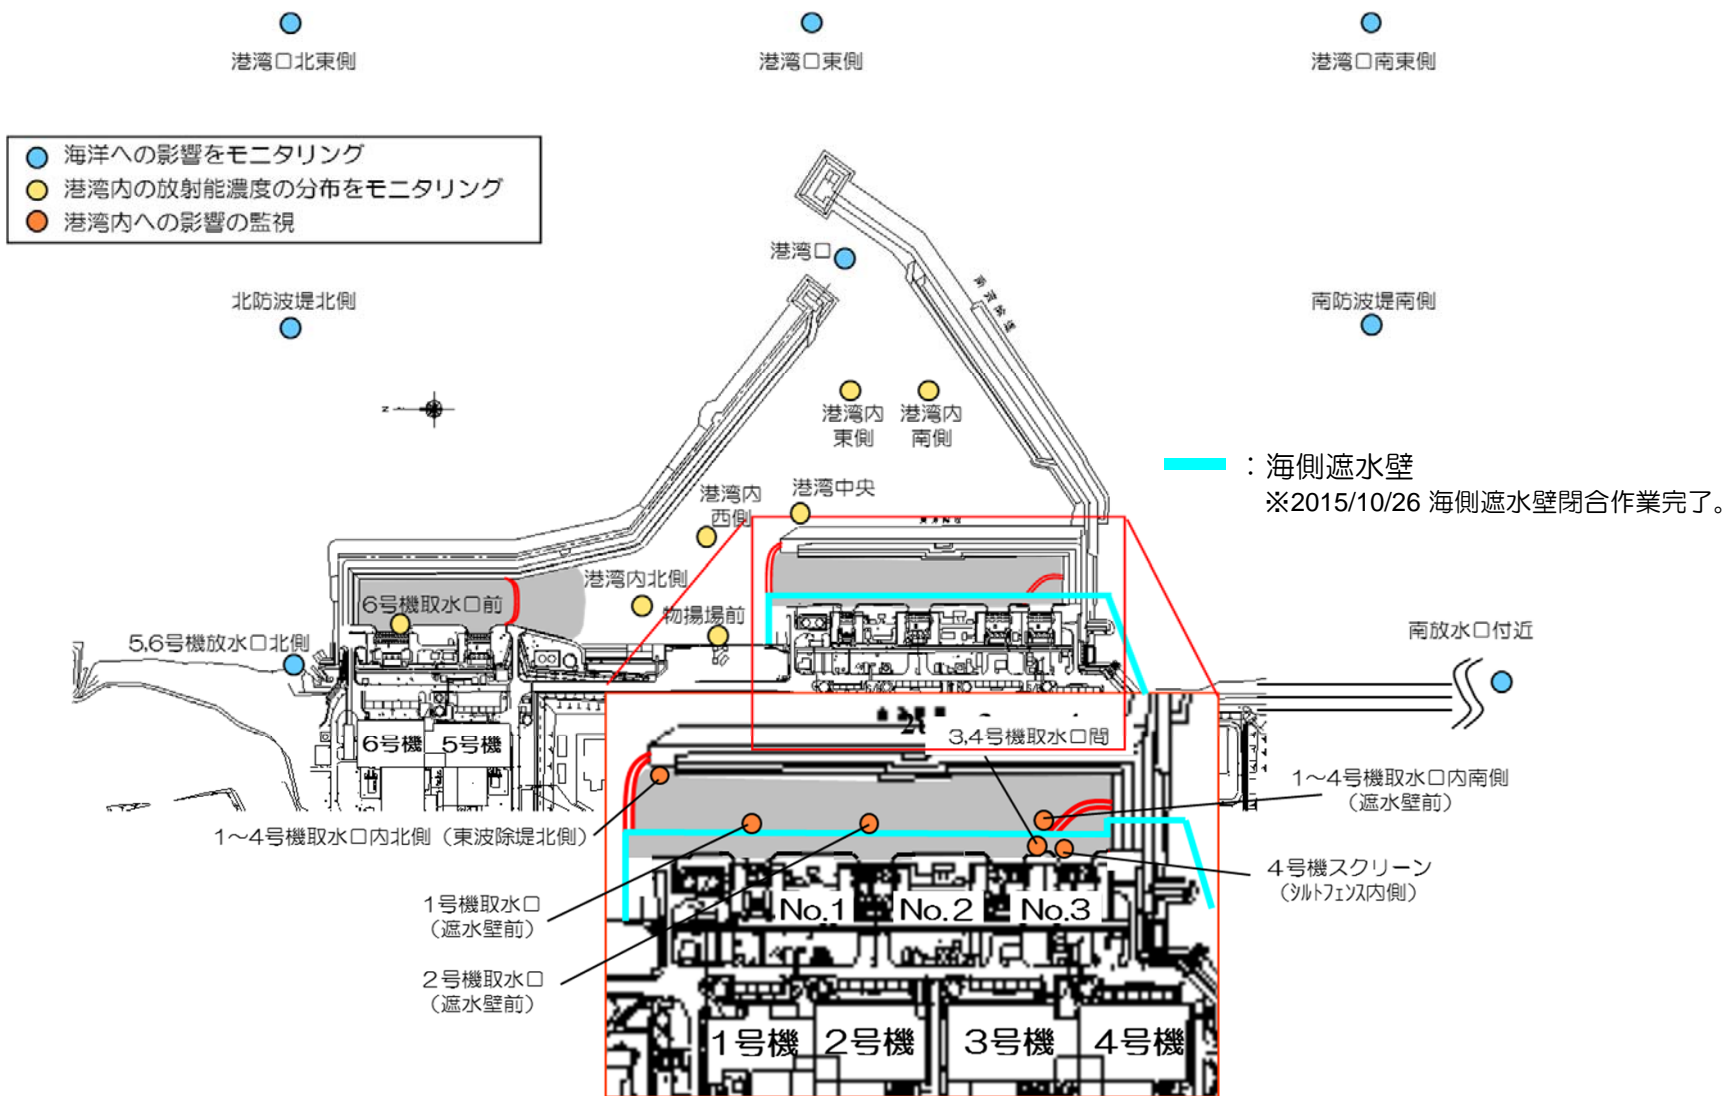 港湾口北東側
港湾口東側
港湾口南東側
海洋への影響をモニタリング
港湾内の放射能濃度の分布をモニタリング
港湾内への影響の監視
港湾口
北防波堤北側
南防波堤南側
N
港湾内
東側
港湾内
南側
：海側遮水壁
※2015/10/26 海側遮水壁閉合作業完了。
港湾中央
港湾内
西側
港湾内北側
6号機取水口前
物揚場前
5,6号機放水口北側
南放水口付近
6号機
5号機
3,4号機取水口間
1～4号機取水口内南側
（遮水壁前）
1～4号機取水口内北側（東波除堤北側）
4号機スクリーン
（シルトフェンス内側）
1号機取水口
（遮水壁前）
No.1
No.2
No.3
2号機取水口
（遮水壁前）
1号機
2号機
3号機
4号機